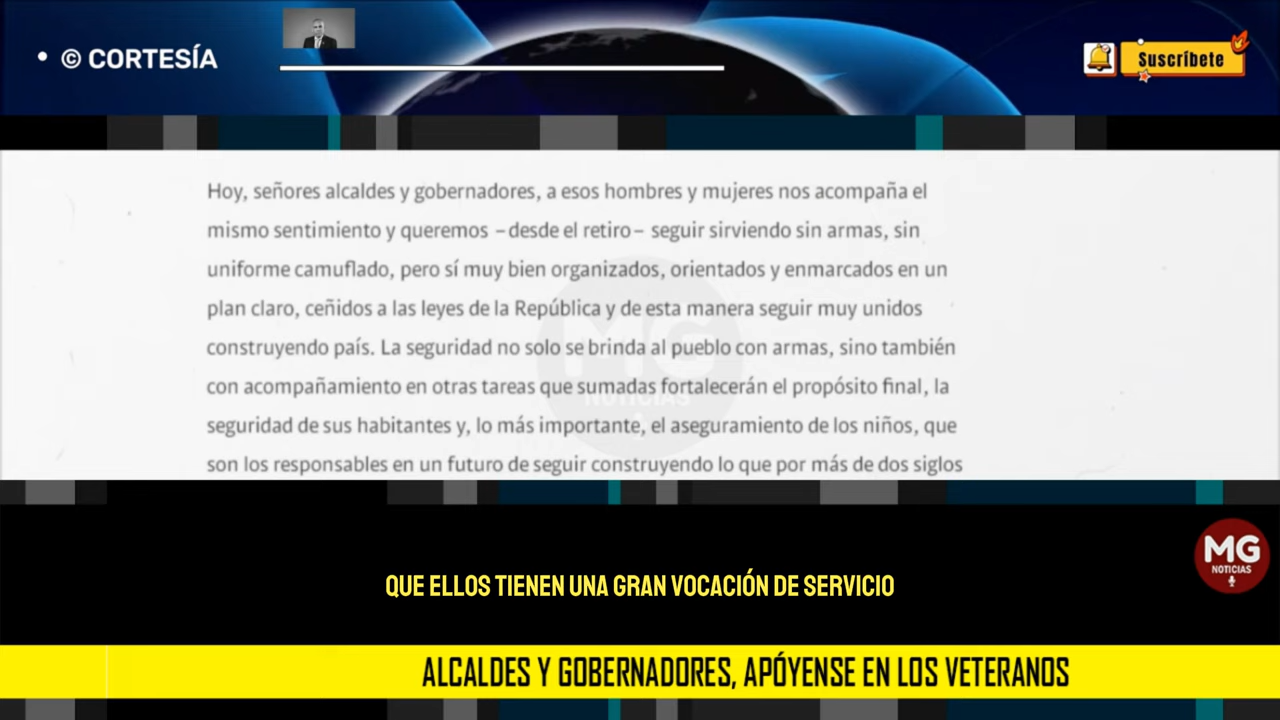 • © CORTESÍA
Suscríbete
Hoy, señores alcaldes y gobernadores, a esos hombres y mujeres nos acompaña el
mismo sentimiento y queremos –desde el retiro– seguir sirviendo sin armas, sin
uniforme camuflado, pero sí muy bien organizados, orientados y enmarcados en un
plan claro, ceñidos a las leyes de la República y de esta manera seguir muy unidos
construyendo país. La seguridad no solo se brinda al pueblo con armas, sino también
con acompañamiento en otras tareas que sumadas fortalecerán el propósito final, la
seguridad de sus habitantes y, lo más importante, el aseguramiento de los niños, que
son los responsables en un futuro de seguir construyendo lo que por más de dos siglos
MG
NOTICIAS
MG
NOTICIAS
QUE ELLOS TIENEN UNA GRAN VOCACIÓN DE SERVICIO
ALCALDES Y GOBERNADORES, APÓYENSE EN LOS VETERANOS